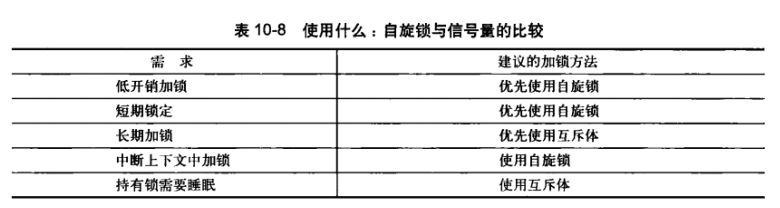 表 10-8 使用什么：自旋锁与信号量的比较
需 求 建议的加锁方法
低开销加锁 优先使用自旋锁
短期锁定 优先使用自旋锁
长期加锁 优先使用互斥体
中断上下文中加锁 使用自旋锁
持有锁需要睡眠 使用互斥体